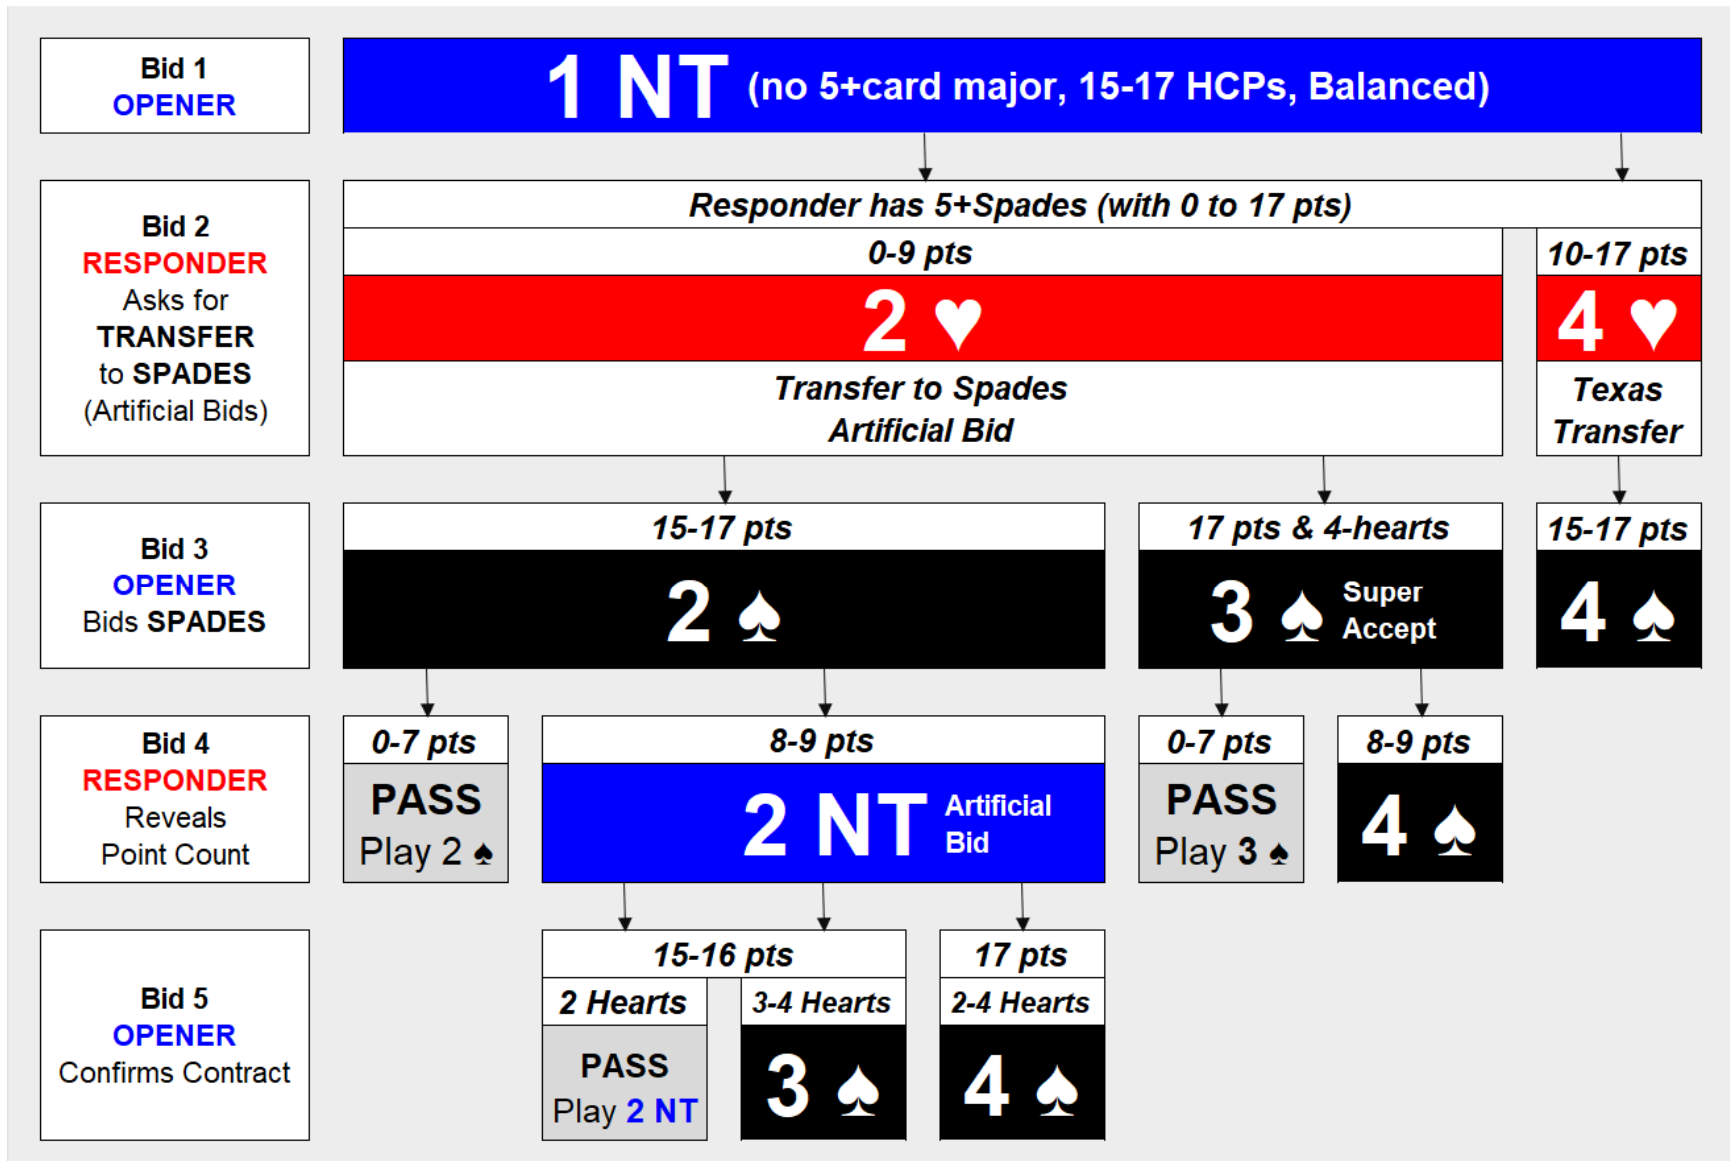 Bid 1
OPENER
1 NT (no 5+card major, 15-17 HCPs, Balanced)
Bid 2
RESPONDER
Asks for
TRANSFER
to SPADES
(Artificial Bids)
Responder has 5+Spades (with 0 to 17 pts)
0-9 pts
2 ♥
Transfer to Spades
Artificial Bid
10-17 pts
4 ♥
Texas
Transfer
Bid 3
OPENER
Bids SPADES
15-17 pts
2 ♠
17 pts & 4-hearts
3 ♠ Super
Accept
15-17 pts
4 ♠
Bid 4
RESPONDER
Reveals
Point Count
0-7 pts
PASS
Play 2 ♠
8-9 pts
2 NT Artificial
Bid
0-7 pts
PASS
Play 3 ♠
8-9 pts
4 ♠
Bid 5
OPENER
Confirms Contract
15-16 pts
2 Hearts
PASS
Play 2 NT
3-4 Hearts
3 ♠
17 pts
2-4 Hearts
4 ♠